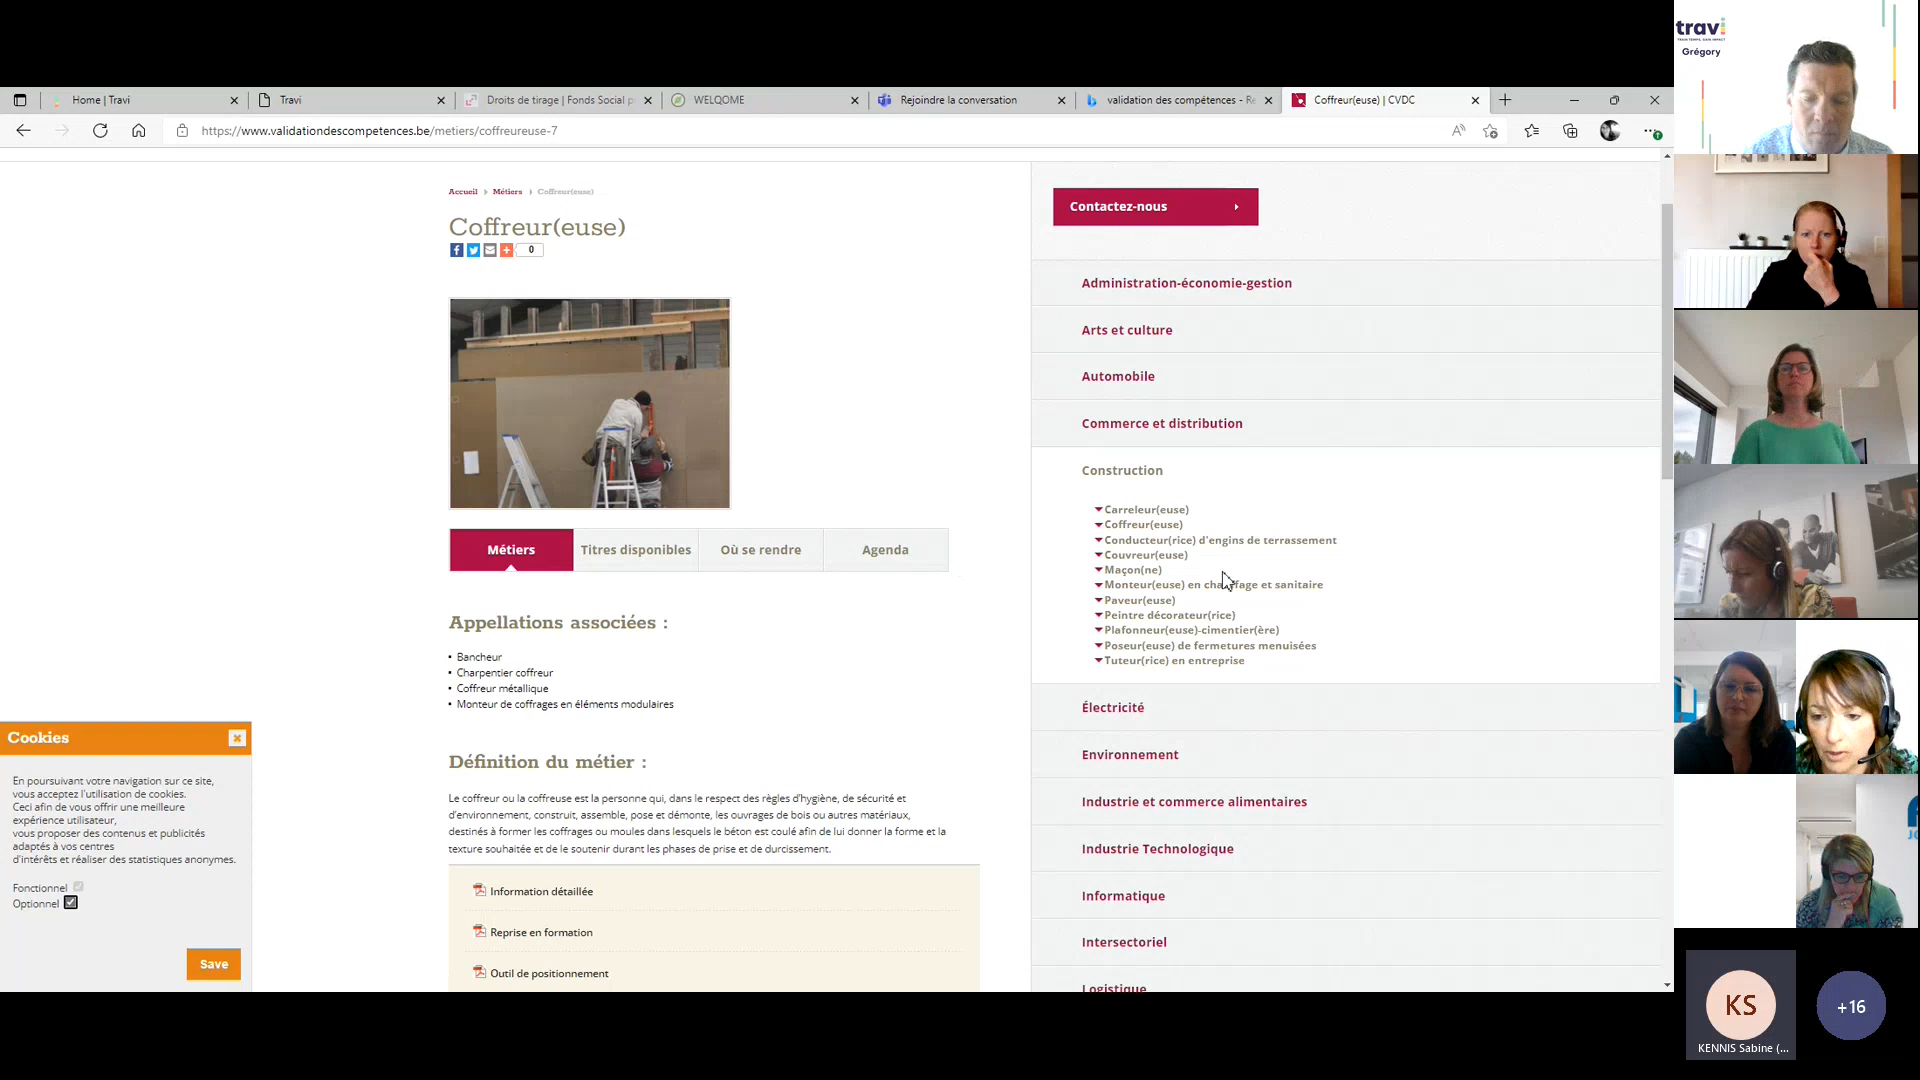 Home | Travi
Travi
Droits de tirage | Fonds Social p
WELQOME
Rejoindre la conversation
validation des compétences - Re
Coffreur(euse) | CVDC
https://www.validationdescompetences.be/metiers/coffreureuse-7
Accueil
Métiers
Coffreur(euse)
Coffreur(euse)
0
Métiers
Titres disponibles
Où se rendre
Agenda
Appellations associées :
• Bancheur
• Charpentier coffreur
• Coffreur métallique
• Monteur de coffrages en éléments modulaires
Définition du métier :
Le coffreur ou la coffreuse est la personne qui, dans le respect des règles d'hygiène, de sécurité et
d'environnement, construit, assemble, pose et démonte, les ouvrages de bois ou autres matériaux,
destinés à former les coffrages ou moules dans lesquels le béton est coulé afin de lui donner la forme et la
texture souhaitée et de le soutenir durant les phases de prise et de durcissement.
Information détaillée
Reprise en formation
Outil de positionnement
Cookies
En poursuivant votre navigation sur ce site,
vous acceptez l'utilisation de cookies.
Ceci afin de vous offrir une meilleure
expérience utilisateur,
vous proposer des contenus et publicités
adaptés à vos centres
d'intérêts et réaliser des statistiques anonymes.
Fonctionnel
Optionnel
Save
Contactez-nous
Administration-économie-gestion
Arts et culture
Automobile
Commerce et distribution
Construction
Carreleur(euse)
Coffreur(euse)
Conducteur(rice) d'engins de terrassement
Couvreur(euse)
Maçon(ne)
Monteur(euse) en chauffage et sanitaire
Paveur(euse)
Peintre décorateur(rice)
Plafonneur(euse)-cimentier(ère)
Poseur(euse) de fermetures menuisées
Tuteur(rice) en entreprise
Électricité
Environnement
Industrie et commerce alimentaires
Industrie Technologique
Informatique
Intersectoriel
Logistique
travi
Grégory
KS
KENNIS Sabine (...
+16